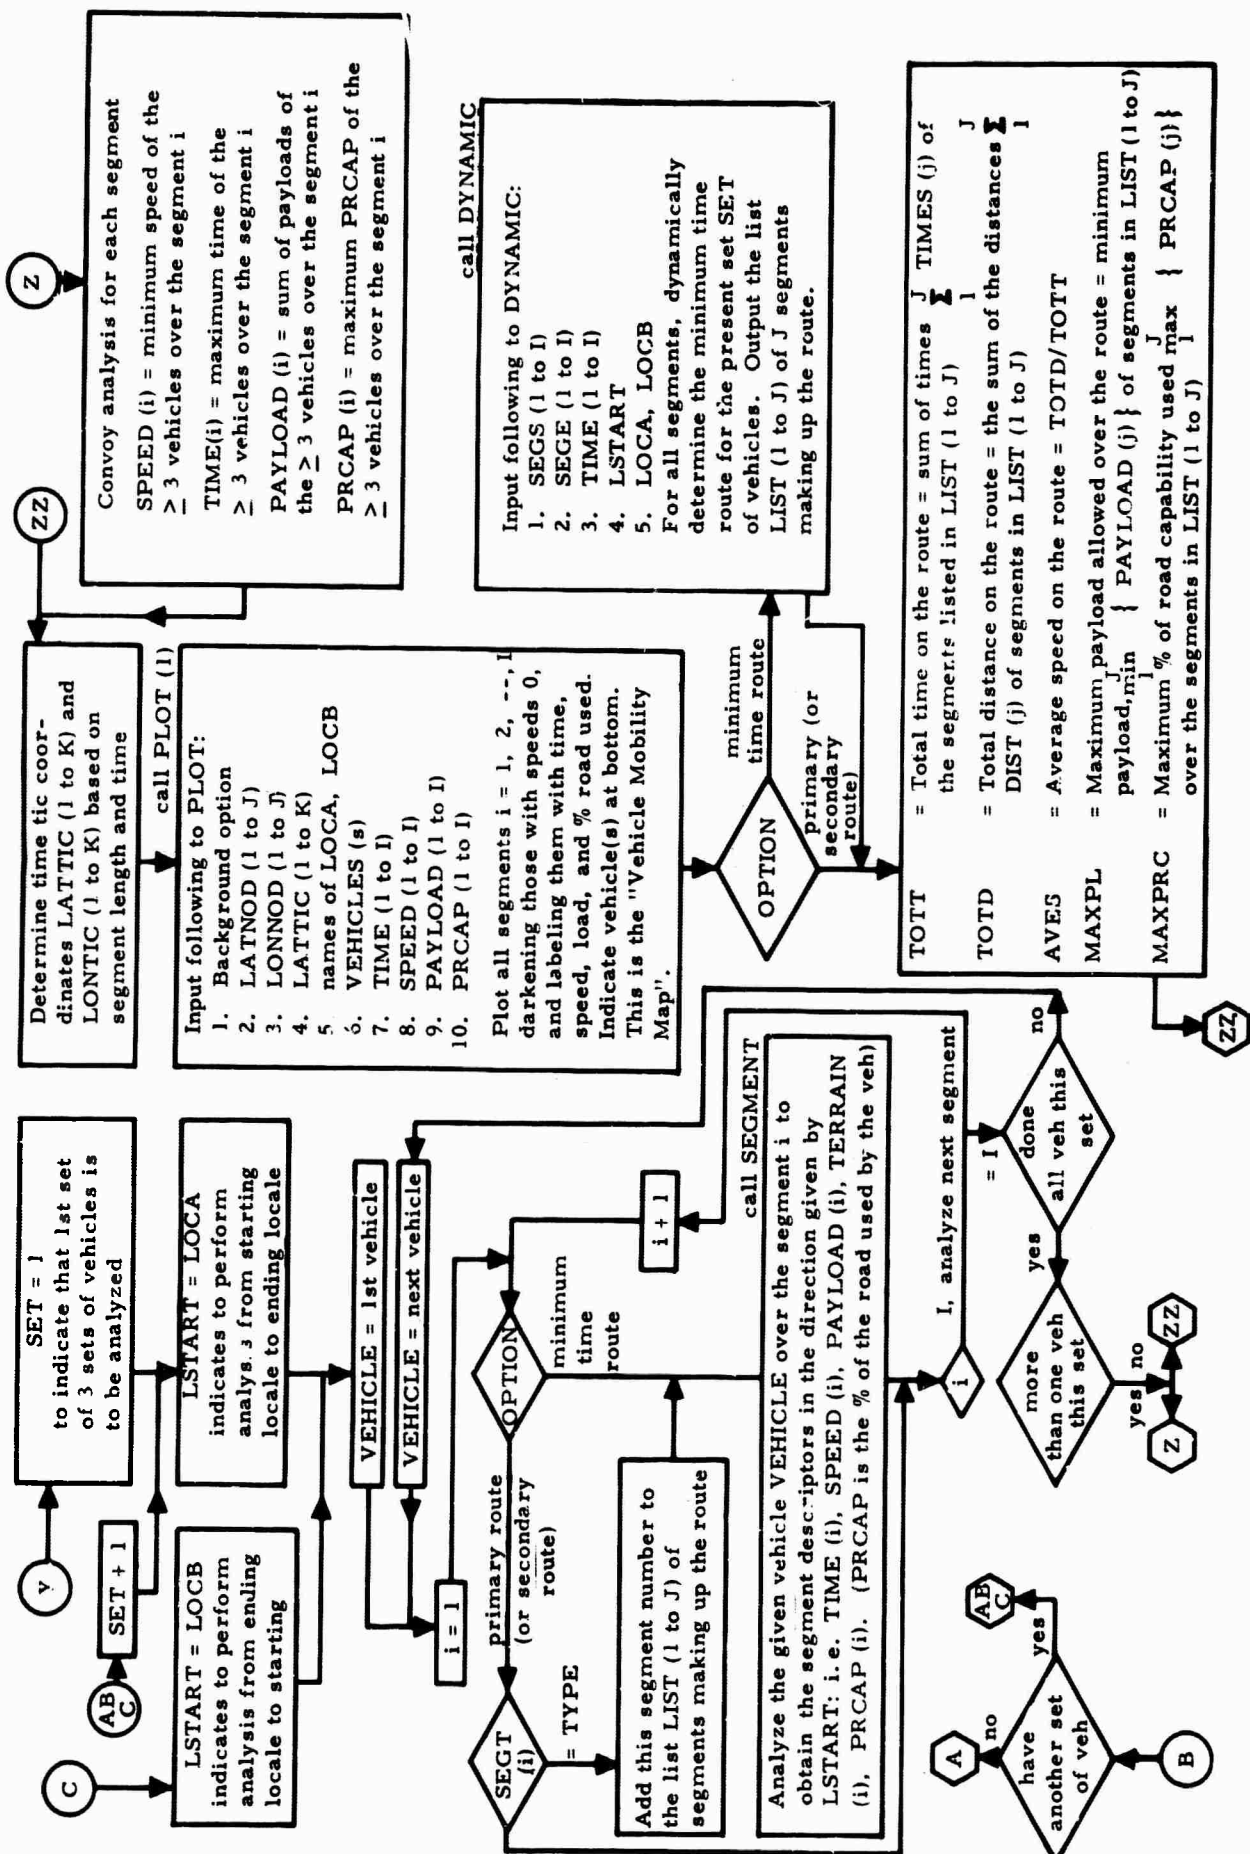 y
SET = 1
to indicate that 1st set
of 3 sets of vehicles is
to be analyzed
AB
C
SET + 1
C
LSTART = LOCB
indicates to perform
analysis from ending
locale to starting
LSTART = LOCA
indicates to perform
analys.s from starting
locale to ending locale
VEHICLE = 1st vehicle
VEHICLE = next vehicle
i = 1
i + 1
OPTION
primary route
(or secondary
route)
minimum
time
route
SEGT
(i)
= TYPE
Add this segment number to
the list LIST (1 to J) of
segments making up the route
call SEGMENT
Analyze the given vehicle VEHICLE over the segment i to
obtain the segment descriptors in the direction given by
LSTART: i. e. TIME (i), SPEED (i), PAYLOAD (i), TERRAIN
(i), PRCAP (i). (PRCAP is the % of the road used by the veh)
i
I, analyze next segment
= I
done
all veh this
set
no
yes
more
than one veh
this set
yes
no
Z
ZZ
B
have
another set
of veh
no
A
yes
AB
C
ZZ
Z
Determine time tic coor-
dinates LATTIC (1 to K) and
LONTIC (1 to K) based on
segment length and time
Convoy analysis for each segment
SPEED (i) = minimum speed of the
≥ 3 vehicles over the segment i
TIME(i) = maximum time of the
≥ 3 vehicles over the segment i
PAYLOAD (i) = sum of payloads of
the ≥ 3 vehicles over the segment i
PRCAP (i) = maximum PRCAP of the
≥ 3 vehicles over the segment i
call PLOT (1)
Input following to PLOT:
1. Background option
2. LATNOD (1 to J)
3. LONNOD (1 to J)
4. LATTIC (1 to K)
5. names of LOCA, LOCB
6. VEHICLES (s)
7. TIME (1 to I)
8. SPEED (1 to I)
9. PAYLOAD (1 to I)
10. PRCAP (1 to I)
Plot all segments i = 1, 2, --, I
darkening those with speeds 0,
and labeling them with time,
speed, load, and % road used.
Indicate vehicle(s) at bottom.
This is the "Vehicle Mobility
Map".
call DYNAMIC
Input following to DYNAMIC:
1. SEGS (1 to I)
2. SEGE (1 to I)
3. TIME (1 to I)
4. LSTART
5. LOCA, LOCB
For all segments, dynamically
determine the minimum time
route for the present set SET
of vehicles. Output the list
LIST (1 to J) of J segments
making up the route.
OPTION
minimum
time route
primary (or
secondary
route)
TOTT = Total time on the route = sum of times J Σ 1 TIMES (j) of
the segments listed in LIST (1 to J)
TOTD = Total distance on the route = the sum of the distances J Σ 1
DIST (j) of segments in LIST (1 to J)
AVES = Average speed on the route = TOTD/TOTT
MAXPL = Maximum payload allowed over the route = minimum
payload, J min 1 { PAYLOAD (j) } of segments in LIST (1 to J)
MAXPRC = Maximum % of road capability used J max 1 { PRCAP (j) }
over the segments in LIST (1 to J)
ZZ